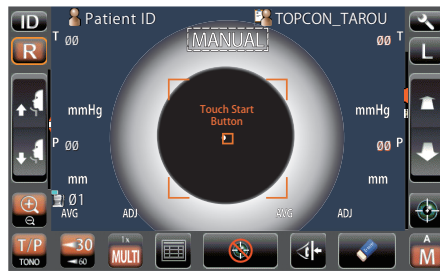 ID Patient ID TOPCON_TAROU
R T 00 MANUAL 00 T L
mmHg Touch Start mmHg
Button
P 00 00 P
mm mm
01
AVG ADJ AVG ADJ
T/P 30 1x A
TONO 60 MULTI M